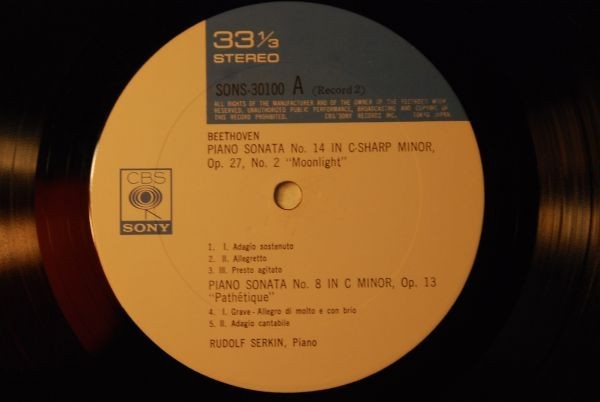 33 1/3
STEREO
SONS-30100 A (Record 2)
ALL RIGHTS OF THE MANUFACTURER AND OF THE OWNER OF THE RECORDED WORK
RESERVED. UNAUTHORIZED PUBLIC PERFORMANCE, BROADCASTING AND COPYING OF
THIS RECORD PROHIBITED. CBS/SONY RECORDS INC. TOKYO JAPAN
BEETHOVEN
PIANO SONATA No. 14 IN C-SHARP MINOR,
Op. 27, No. 2 "Moonlight"
CBS
SONY
1. I. Adagio sostenuto
2. II. Allegretto
3. III. Presto agitato
PIANO SONATA No. 8 IN C MINOR, Op. 13
"Pathétique"
4. I. Grave - Allegro di molto e con brio
5. II. Adagio cantabile
RUDOLF SERKIN, Piano